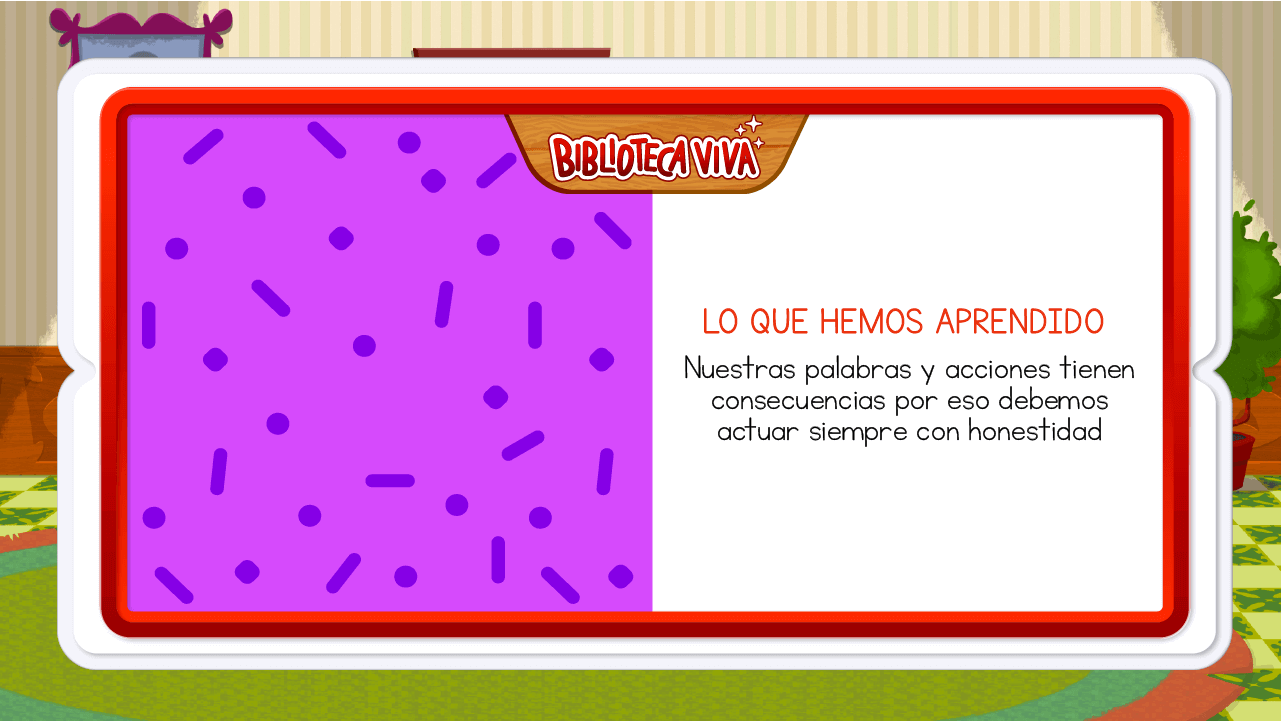 BIBLIOTECA VIVA
LO QUE HEMOS APRENDIDO
Nuestras palabras y acciones tienen
consecuencias por eso debemos
actuar siempre con honestidad